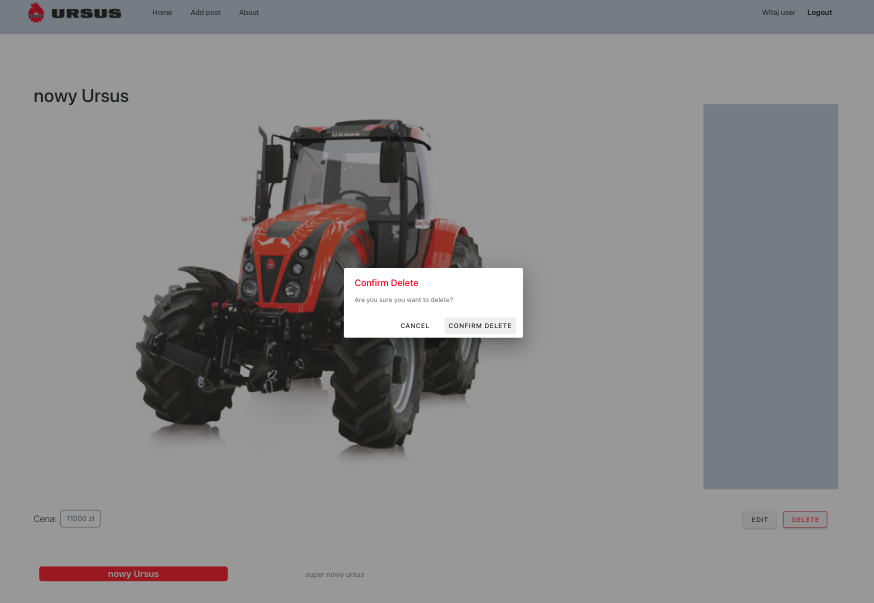 URSUS
Home Add post About
Witaj user Logout
nowy Ursus
URSUS
Confirm Delete
Are you sure you want to delete?
CANCEL CONFIRM DELETE
Cena: 11000 zł
EDIT DELETE
nowy Ursus
super nowy ursus